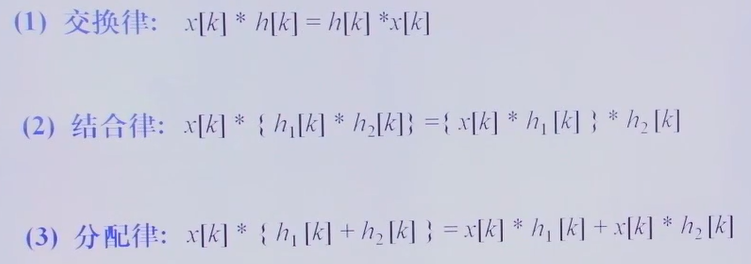 (1) 交换律: x[k] * h[k] = h[k] *x[k]
(2) 结合律: x[k] * { h₁[k] * h₂[k]} ={ x[k] * h₁ [k] } * h₂ [k]
(3) 分配律: x[k] * { h₁ [k] + h₂ [k] } = x[k] * h₁ [k] + x[k] * h₂ [k]